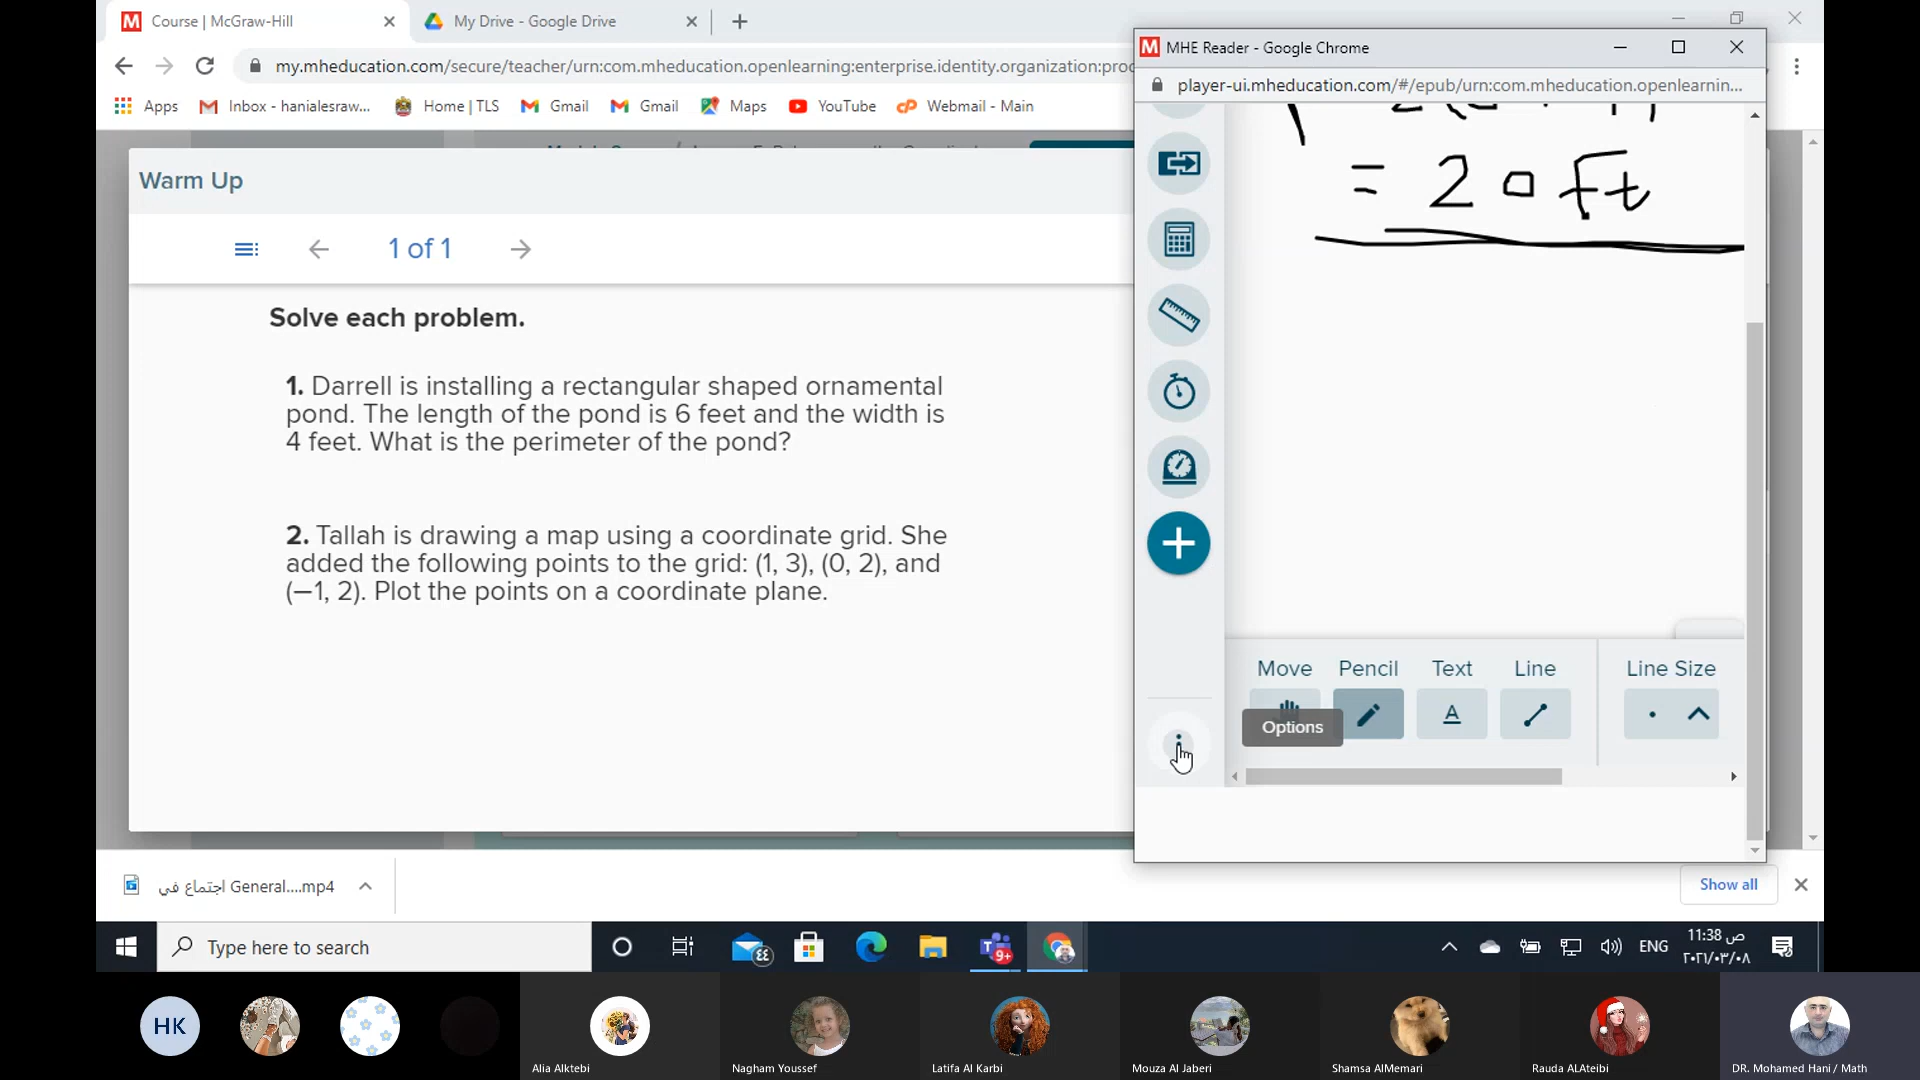 Course | McGraw-Hill
My Drive - Google Drive
my.mheducation.com/secure/teacher/urn:com.mheducation.openlearning:enterprise.identity.organization:prod
Apps
Inbox - hanialesraw...
Home | TLS
Gmail
Gmail
Maps
YouTube
Webmail - Main
Warm Up
1 of 1
Solve each problem.
1. Darrell is installing a rectangular shaped ornamental
pond. The length of the pond is 6 feet and the width is
4 feet. What is the perimeter of the pond?
2. Tallah is drawing a map using a coordinate grid. She
added the following points to the grid: (1, 3), (0, 2), and
(−1, 2). Plot the points on a coordinate plane.
MHE Reader - Google Chrome
player-ui.mheducation.com/#/epub/urn:com.mheducation.openlearnin...
= 20 ft
Move
Pencil
Text
Line
Line Size
Options
اجتماع في General....mp4
Show all
Type here to search
٤٤
9+
ENG
11:38 ص
٢٠٢١/٠٣/٠٨
HK
Alia Alktebi
Nagham Youssef
Latifa Al Karbi
Mouza Al Jaberi
Shamsa AlMemari
Rauda ALAteibi
DR. Mohamed Hani / Math